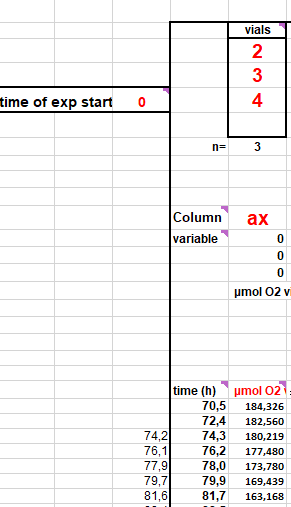 vials
2
3
time of exp start 0 4
n= 3
Column ax
variable 0
0
0
µmol O2 vi
time (h) µmol O2
70,5 184,326
72,4 182,560
74,2 74,3 180,219
76,1 76,2 177,480
77,9 78,0 173,780
79,7 79,9 169,439
81,6 81,7 163,168